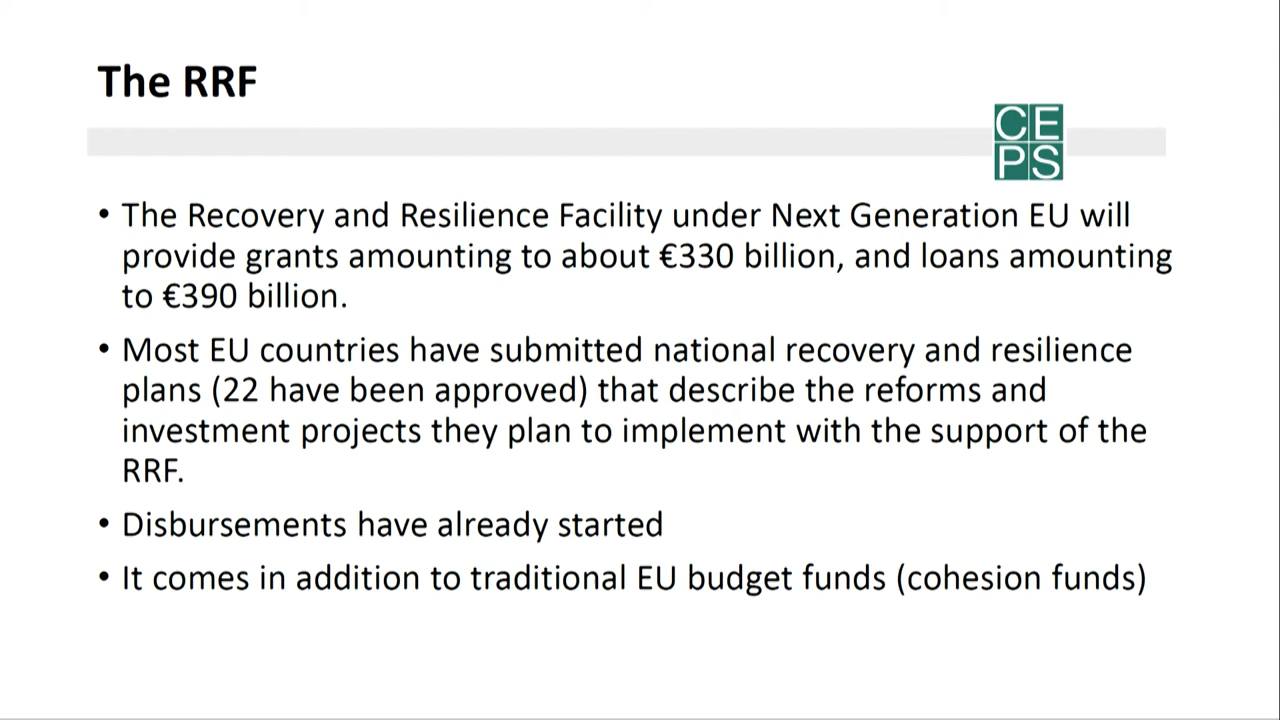 The RRF
CE
PS
• The Recovery and Resilience Facility under Next Generation EU will
provide grants amounting to about €330 billion, and loans amounting
to €390 billion.
• Most EU countries have submitted national recovery and resilience
plans (22 have been approved) that describe the reforms and
investment projects they plan to implement with the support of the
RRF.
• Disbursements have already started
• It comes in addition to traditional EU budget funds (cohesion funds)